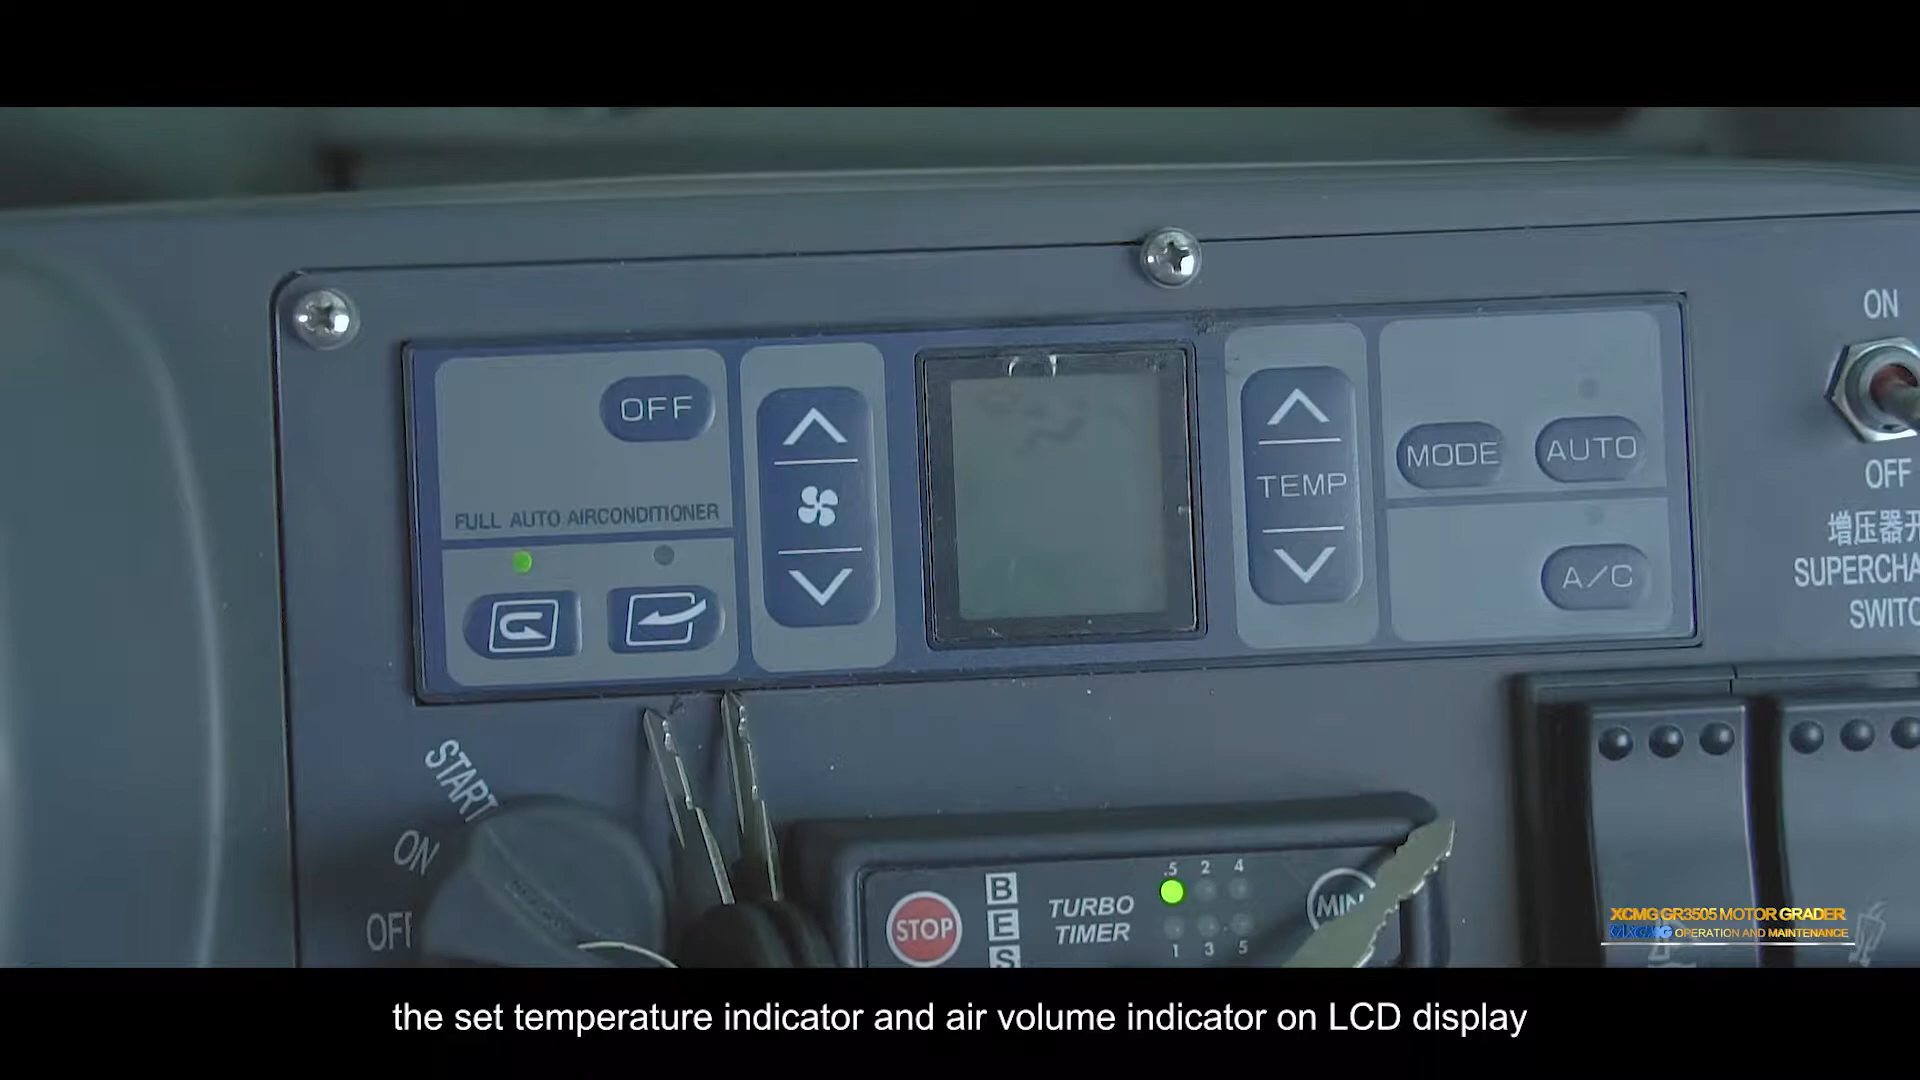 ON
OFF
OFF
FULL AUTO AIRCONDITIONER
TEMP
MODE
AUTO
A/C
增压器开
SUPERCHA
SWITC
START
ON
OFF
STOP
B
E
S
TURBO
TIMER
.5 2 4
1 3 5
MIN
XCMG GR3505 MOTOR GRADER
XCMG OPERATION AND MAINTENANCE
the set temperature indicator and air volume indicator on LCD display